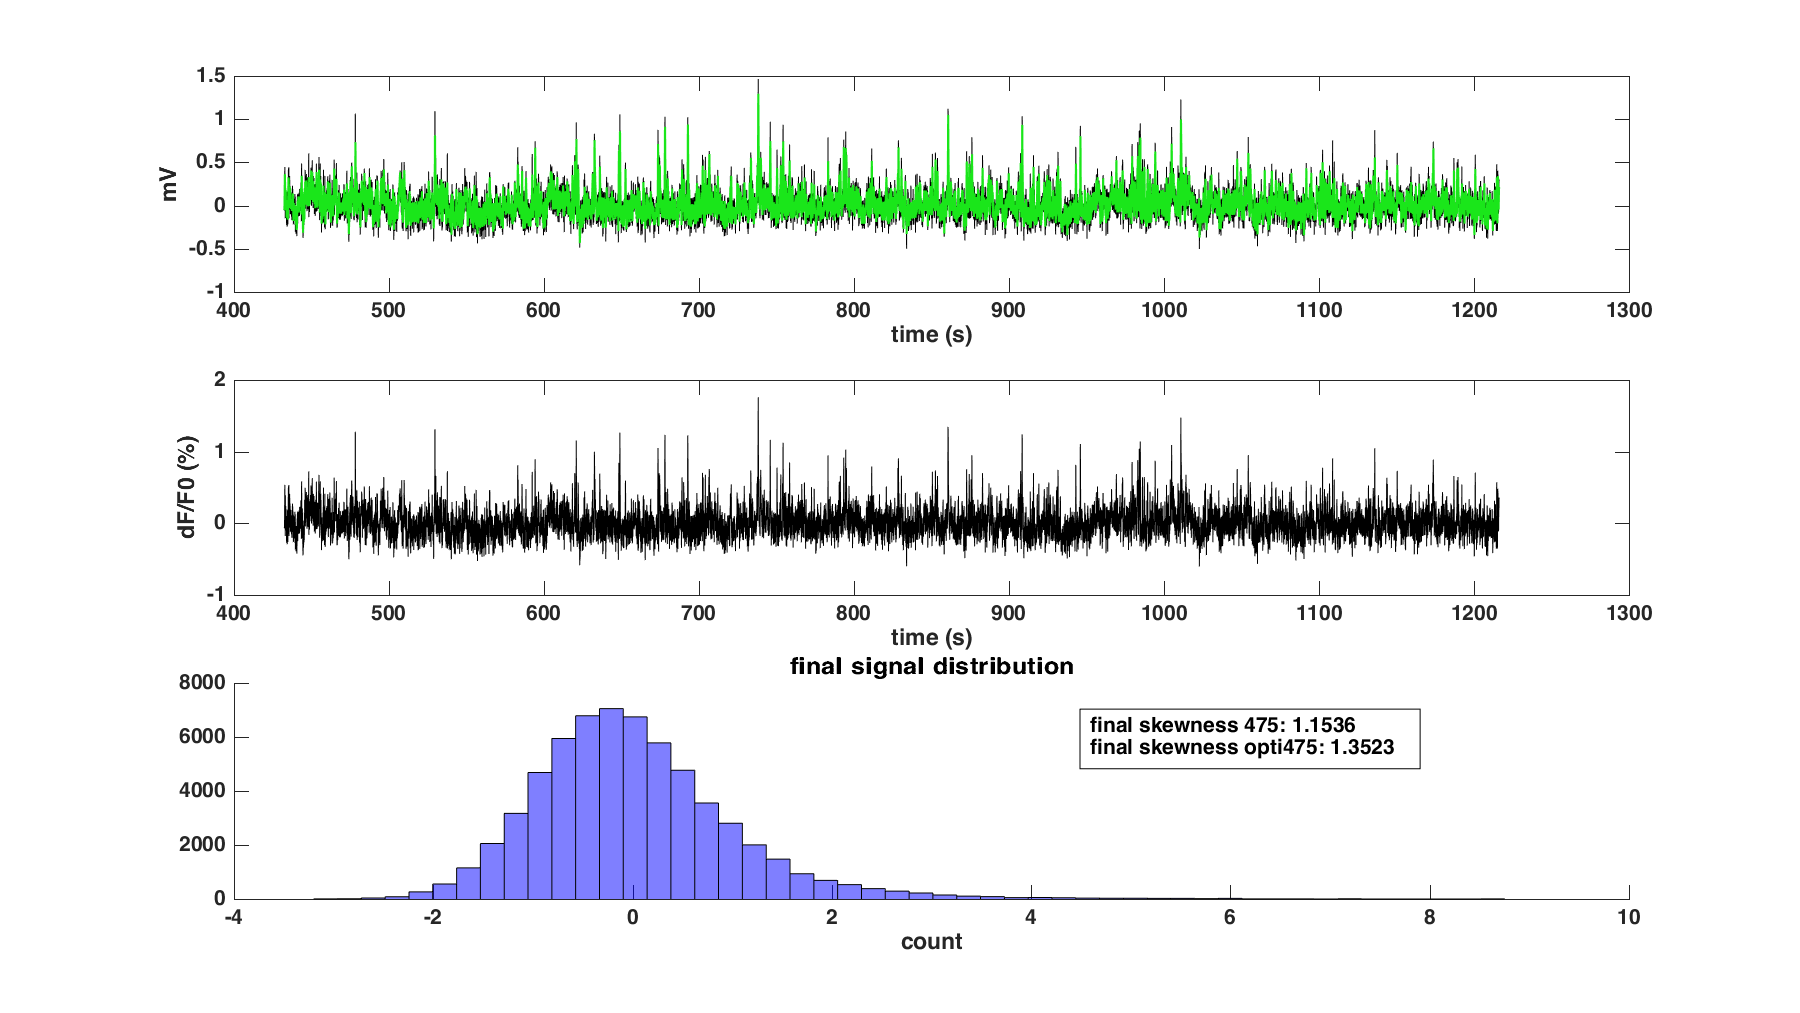 1.5
1
0.5
0
-0.5
-1
mV
400 500 600 700 800 900 1000 1100 1200 1300
time (s)
2
1
0
-1
dF/F0 (%)
400 500 600 700 800 900 1000 1100 1200 1300
time (s)
final signal distribution
8000
6000
4000
2000
0
final skewness 475: 1.1536
final skewness opti475: 1.3523
-4 -2 0 2 4 6 8 10
count